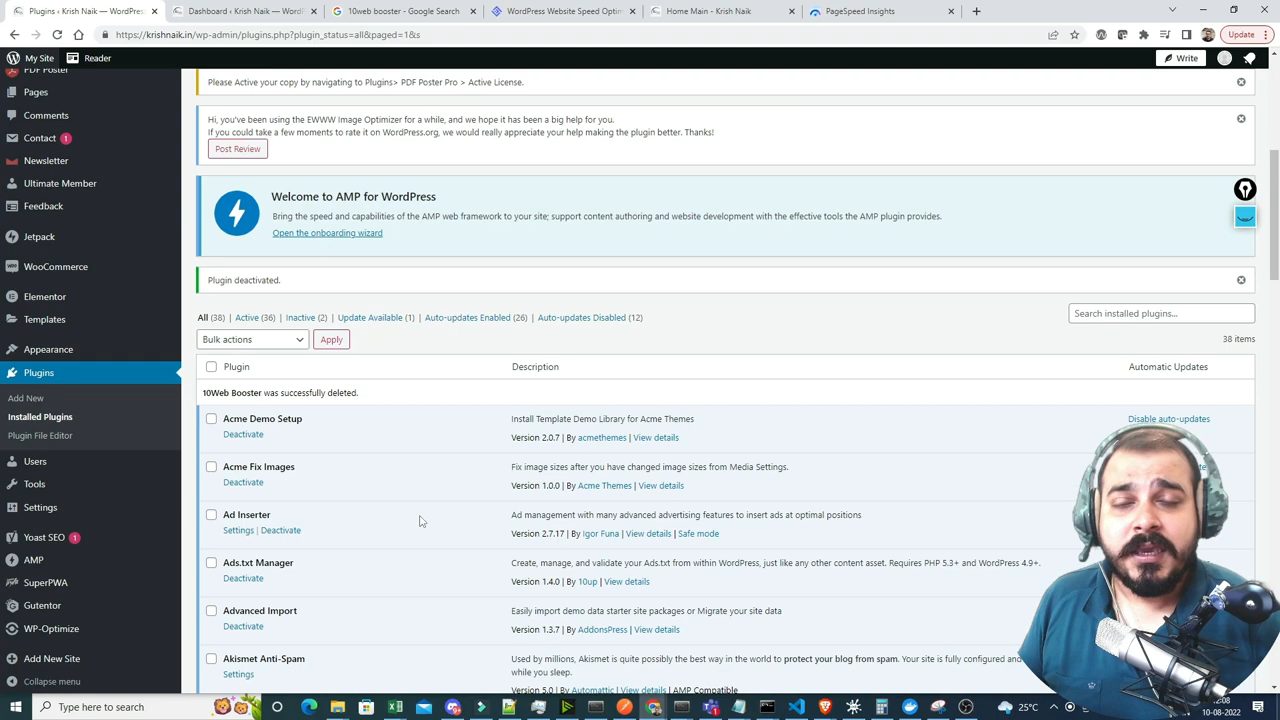 Plugins ‹ Krish Naik — WordPre
Dashboard ‹ Krish Naik — WordP
10web booster - Google Search
WordPress Website Speed Optim
Home Main - Krish Naik
PageSpeed Insights
https://krishnaik.in/wp-admin/plugins.php?plugin_status=all&paged=1&s
Update
My Site
Reader
Write
PDF Poster
Pages
Comments
Contact 1
Newsletter
Ultimate Member
Feedback
Jetpack
WooCommerce
Elementor
Templates
Appearance
Plugins
Add New
Installed Plugins
Plugin File Editor
Users
Tools
Settings
Yoast SEO 1
AMP
SuperPWA
Gutentor
WP-Optimize
Add New Site
Collapse menu
Please Active your copy by navigating to Plugins> PDF Poster Pro > Active License.
Hi, you've been using the EWWW Image Optimizer for a while, and we hope it has been a big help for you.
If you could take a few moments to rate it on WordPress.org, we would really appreciate your help making the plugin better. Thanks!
Post Review
Welcome to AMP for WordPress
Bring the speed and capabilities of the AMP web framework to your site; support content authoring and website development with the effective tools the AMP plugin provides.
Open the onboarding wizard
Plugin deactivated.
All (38) | Active (36) | Inactive (2) | Update Available (1) | Auto-updates Enabled (26) | Auto-updates Disabled (12)
Search installed plugins...
Bulk actions
Apply
38 items
Plugin Description Automatic Updates
10Web Booster was successfully deleted.
Acme Demo Setup
Deactivate
Install Template Demo Library for Acme Themes
Version 2.0.7 | By acmethemes | View details
Disable auto-updates
Acme Fix Images
Deactivate
Fix image sizes after you have changed image sizes from Media Settings.
Version 1.0.0 | By Acme Themes | View details
Ad Inserter
Settings | Deactivate
Ad management with many advanced advertising features to insert ads at optimal positions
Version 2.7.17 | By Igor Funa | View details | Safe mode
Ads.txt Manager
Deactivate
Create, manage, and validate your Ads.txt from within WordPress, just like any other content asset. Requires PHP 5.3+ and WordPress 4.9+.
Version 1.4.0 | By 10up | View details
Advanced Import
Deactivate
Easily import demo data starter site packages or Migrate your site data
Version 1.3.7 | By AddonsPress | View details
Akismet Anti-Spam
Settings
Used by millions, Akismet is quite possibly the best way in the world to protect your blog from spam. Your site is fully configured and
while you sleep.
Version 5.0 | By Automattic | View details | AMP Compatible
Type here to search
25°C
10-08-2022